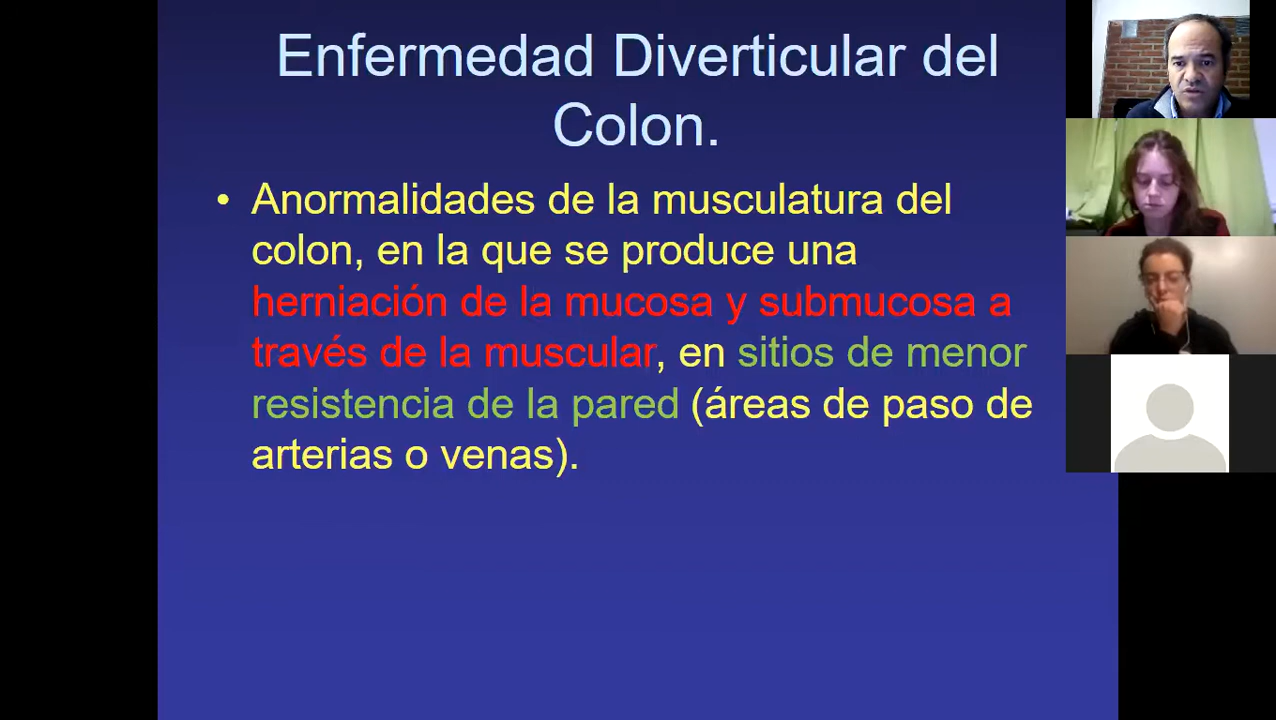 Enfermedad Diverticular del
Colon.
• Anormalidades de la musculatura del
colon, en la que se produce una
herniación de la mucosa y submucosa a
través de la muscular, en sitios de menor
resistencia de la pared (áreas de paso de
arterias o venas).